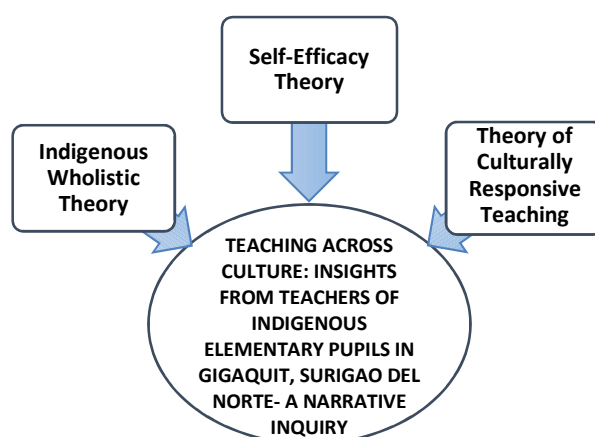 Self-Efficacy
Theory
Indigenous
Wholistic
Theory
Theory of
Culturally
Responsive
Teaching
TEACHING ACROSS
CULTURE: INSIGHTS
FROM TEACHERS OF
INDIGENOUS
ELEMENTARY PUPILS IN
GIGAQUIT, SURIGAO DEL
NORTE- A NARRATIVE
INQUIRY